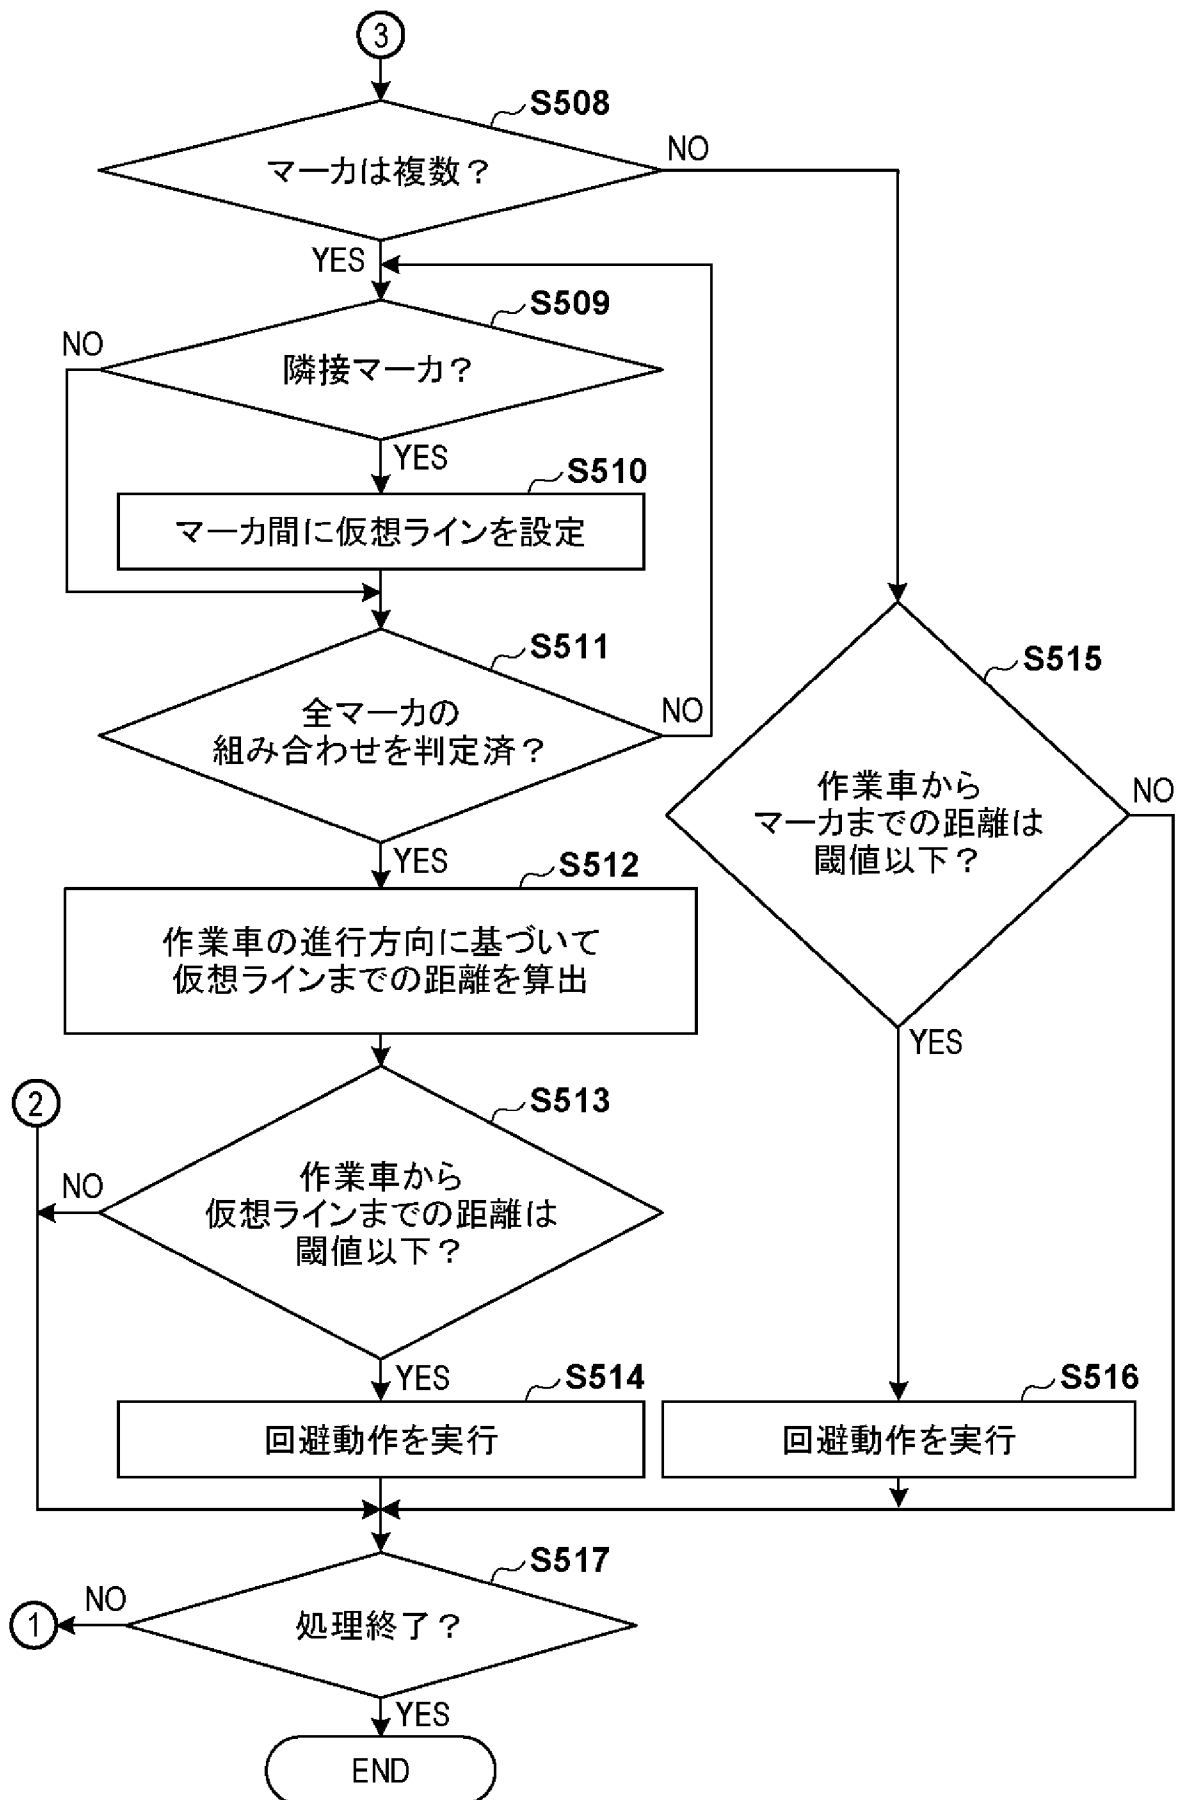 3
S508
マーカは複数？
NO
YES
S509
NO
隣接マーカ？
YES
S510
マーカ間に仮想ラインを設定
S511
全マーカの
組み合わせを判定済？
NO
YES
S515
作業車から
マーカまでの距離は
閾値以下？
NO
YES
S512
作業車の進行方向に基づいて
仮想ラインまでの距離を算出
2
S513
NO
作業車から
仮想ラインまでの距離は
閾値以下？
YES
S514
回避動作を実行
S516
回避動作を実行
S517
1
NO
処理終了？
YES
END